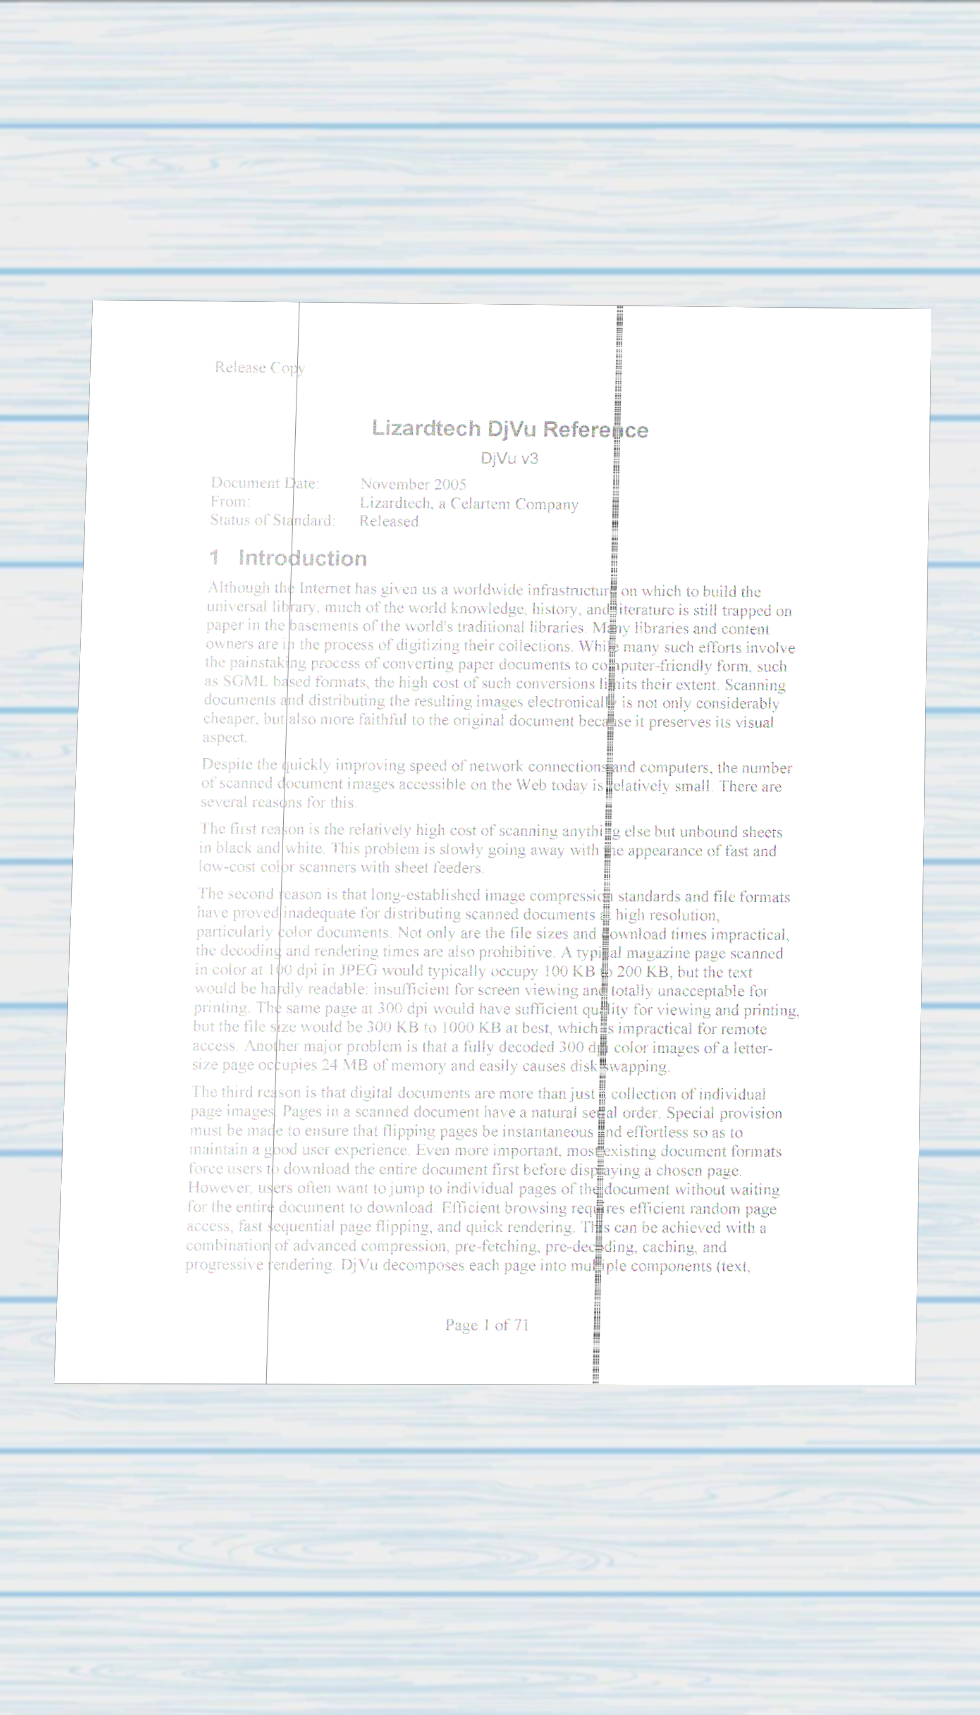 Release Copy
Lizardtech DjVu Reference
DjVu v3
Document Date: November 2005
From: Lizardtech, a Celartem Company
Status of Standard: Released
1 Introduction
Although the Internet has given us a worldwide infrastructure on which to build the
universal library, much of the world knowledge, history, and literature is still trapped on
paper in the basements of the world's traditional libraries. Many libraries and content
owners are in the process of digitizing their collections. While many such efforts involve
the painstaking process of converting paper documents to computer-friendly form, such
as SGML based formats, the high cost of such conversions limits their extent. Scanning
documents and distributing the resulting images electronically is not only considerably
cheaper, but also more faithful to the original document because it preserves its visual
aspect.
Despite the quickly improving speed of network connections and computers, the number
of scanned document images accessible on the Web today is relatively small. There are
several reasons for this.
The first reason is the relatively high cost of scanning anything else but unbound sheets
in black and white. This problem is slowly going away with the appearance of fast and
low-cost color scanners with sheet feeders.
The second reason is that long-established image compression standards and file formats
have proved inadequate for distributing scanned documents at high resolution,
particularly color documents. Not only are the file sizes and download times impractical,
the decoding and rendering times are also prohibitive. A typical magazine page scanned
in color at 100 dpi in JPEG would typically occupy 100 KB to 200 KB, but the text
would be hardly readable: insufficient for screen viewing and totally unacceptable for
printing. The same page at 300 dpi would have sufficient quality for viewing and printing,
but the file size would be 300 KB to 1000 KB at best, which is impractical for remote
access. Another major problem is that a fully decoded 300 dpi color images of a letter-
size page occupies 24 MB of memory and easily causes disk swapping.
The third reason is that digital documents are more than just a collection of individual
page images. Pages in a scanned document have a natural serial order. Special provision
must be made to ensure that flipping pages be instantaneous and effortless so as to
maintain a good user experience. Even more important, most existing document formats
force users to download the entire document first before displaying a chosen page.
However, users often want to jump to individual pages of the document without waiting
for the entire document to download. Efficient browsing requires efficient random page
access, fast sequential page flipping, and quick rendering. This can be achieved with a
combination of advanced compression, pre-fetching, pre-decoding, caching, and
progressive rendering. DjVu decomposes each page into multiple components (text,
Page 1 of 71